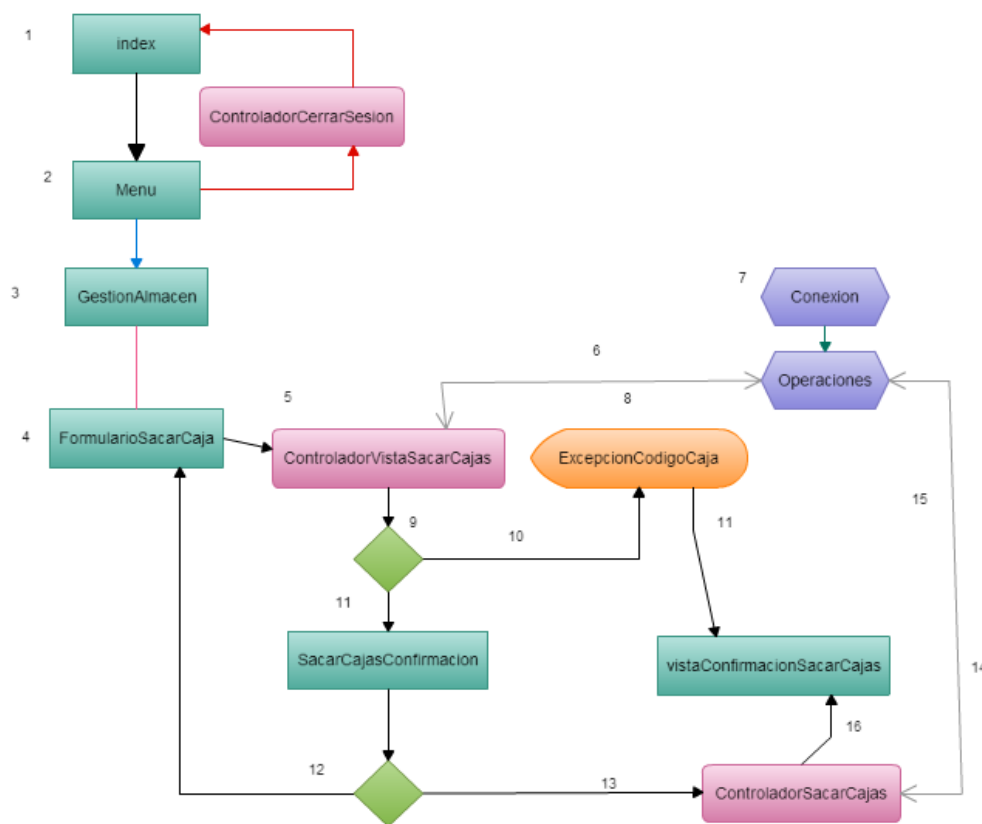 1
index
ControladorCerrarSesion
2
Menu
3
GestionAlmacen
7
Conexion
6
Operaciones
5
8
4
FormularioSacarCaja
ControladorVistaSacarCajas
ExcepcionCodigoCaja
15
9
10
11
11
SacarCajasConfirmacion
vistaConfirmacionSacarCajas
14
16
12
13
ControladorSacarCajas